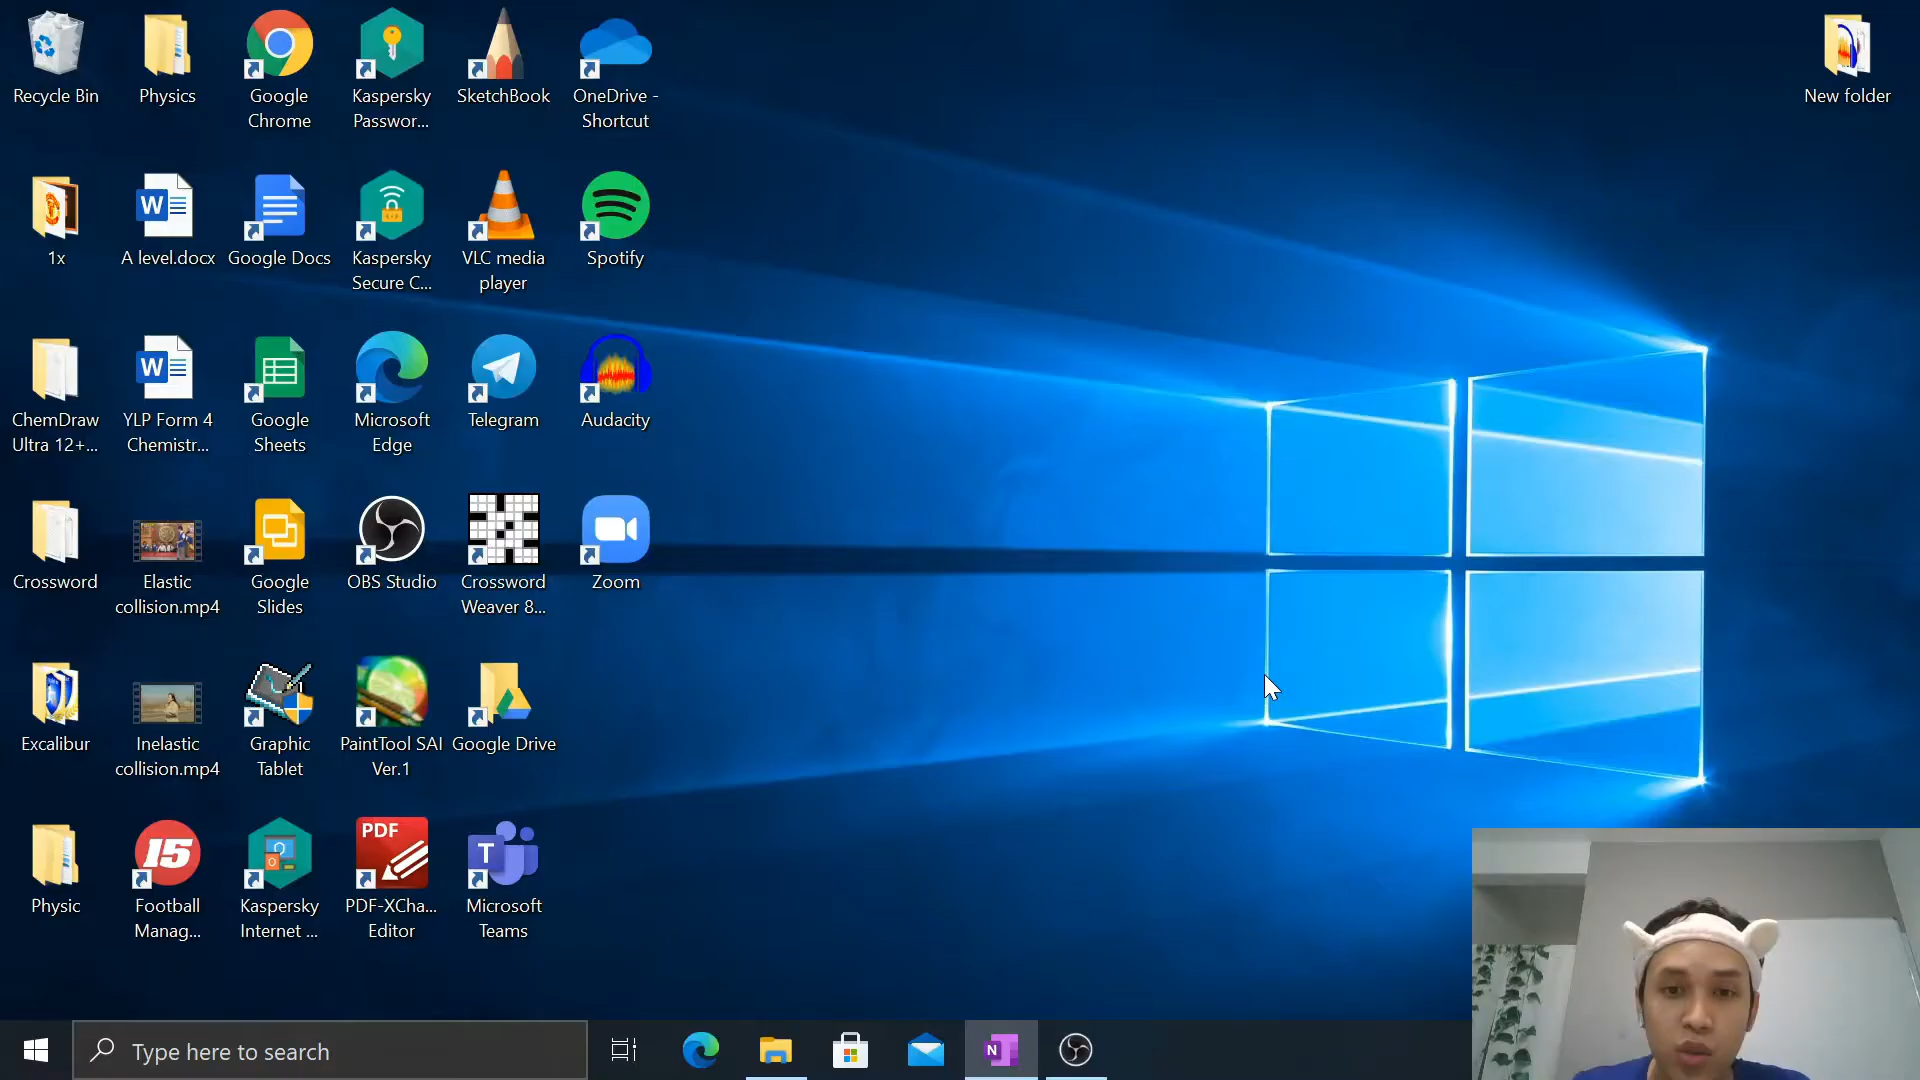 Recycle Bin
Physics
Google
Chrome
Kaspersky
Passwor...
SketchBook
OneDrive -
Shortcut
New folder
1x
W
A level.docx
Google Docs
Kaspersky
Secure C...
VLC media
player
Spotify
ChemDraw
Ultra 12+...
W
YLP Form 4
Chemistr...
Google
Sheets
Microsoft
Edge
Telegram
Audacity
Crossword
Elastic
collision.mp4
Google
Slides
OBS Studio
Crossword
Weaver 8...
Zoom
Excalibur
Inelastic
collision.mp4
Graphic
Tablet
PaintTool SAI
Ver.1
Google Drive
Physic
15
Football
Manag...
Kaspersky
Internet ...
PDF
PDF-XCha...
Editor
T
Microsoft
Teams
Type here to search
N